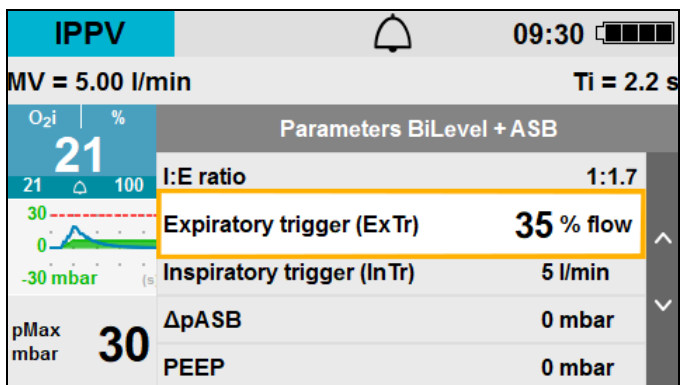 IPPV 09:30
MV = 5.00 l/min Ti = 2.2 s
O₂i %
21
21 100
30
0
-30 mbar (s
pMax
mbar 30
Parameters BiLevel + ASB
I:E ratio 1:1.7
Expiratory trigger (ExTr) 35 % flow
Inspiratory trigger (InTr) 5 l/min
ΔpASB 0 mbar
PEEP 0 mbar